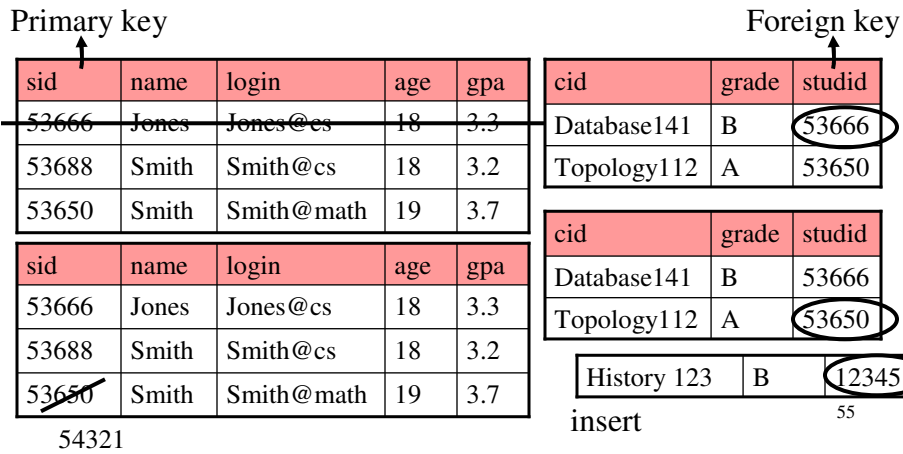 Primary key
Foreign key
sid name login age gpa
53666 Jones Jones@cs 18 3.3
53688 Smith Smith@cs 18 3.2
53650 Smith Smith@math 19 3.7
cid grade studid
Database141 B 53666
Topology112 A 53650
sid name login age gpa
53666 Jones Jones@cs 18 3.3
53688 Smith Smith@cs 18 3.2
53650 Smith Smith@math 19 3.7
54321
cid grade studid
Database141 B 53666
Topology112 A 53650
History 123 B 12345
insert
55